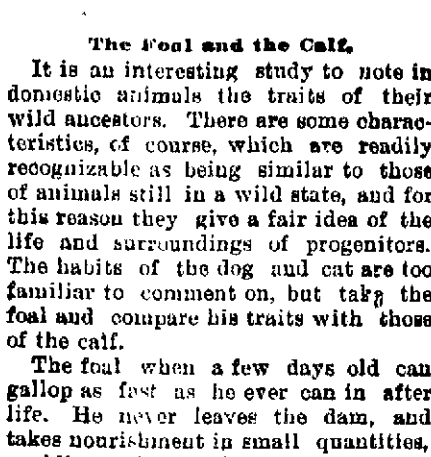 The Foal and the Calf.
It is an interesting study to note in
domestic animals the traits of their
wild ancestors. There are some charac-
teristics, of course, which are readily
recognizable as being similar to those
of animals still in a wild state, and for
this reason they give a fair idea of the
life and surroundings of progenitors.
The habits of the dog and cat are too
familiar to comment on, but take the
foal and compare his traits with those
of the calf.
The foal when a few days old can
gallop as fast as he ever can in after
life. He never leaves the dam, and
takes nourishment in small quantities,